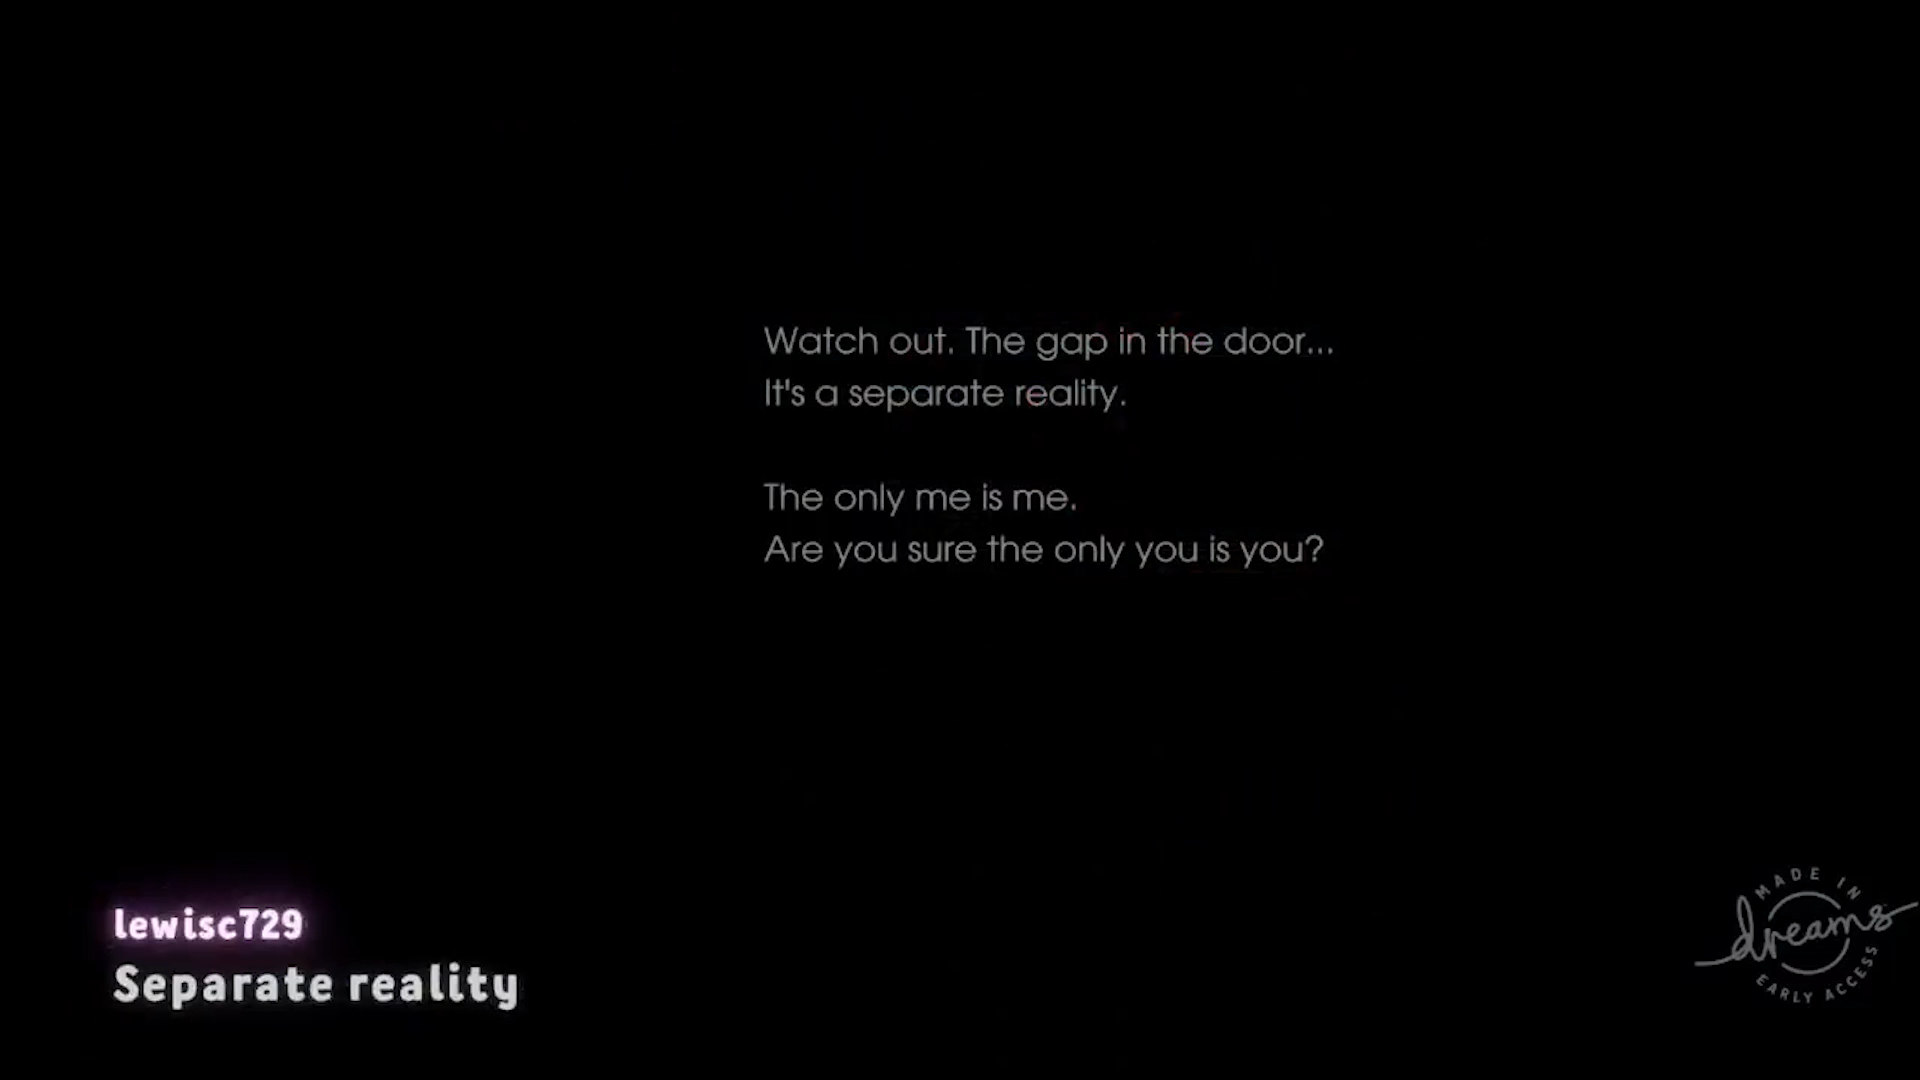 Watch out. The gap in the door...
It's a separate reality.
The only me is me.
Are you sure the only you is you?
lewisc729
Separate reality
MADE IN
dreams
EARLY ACCESS